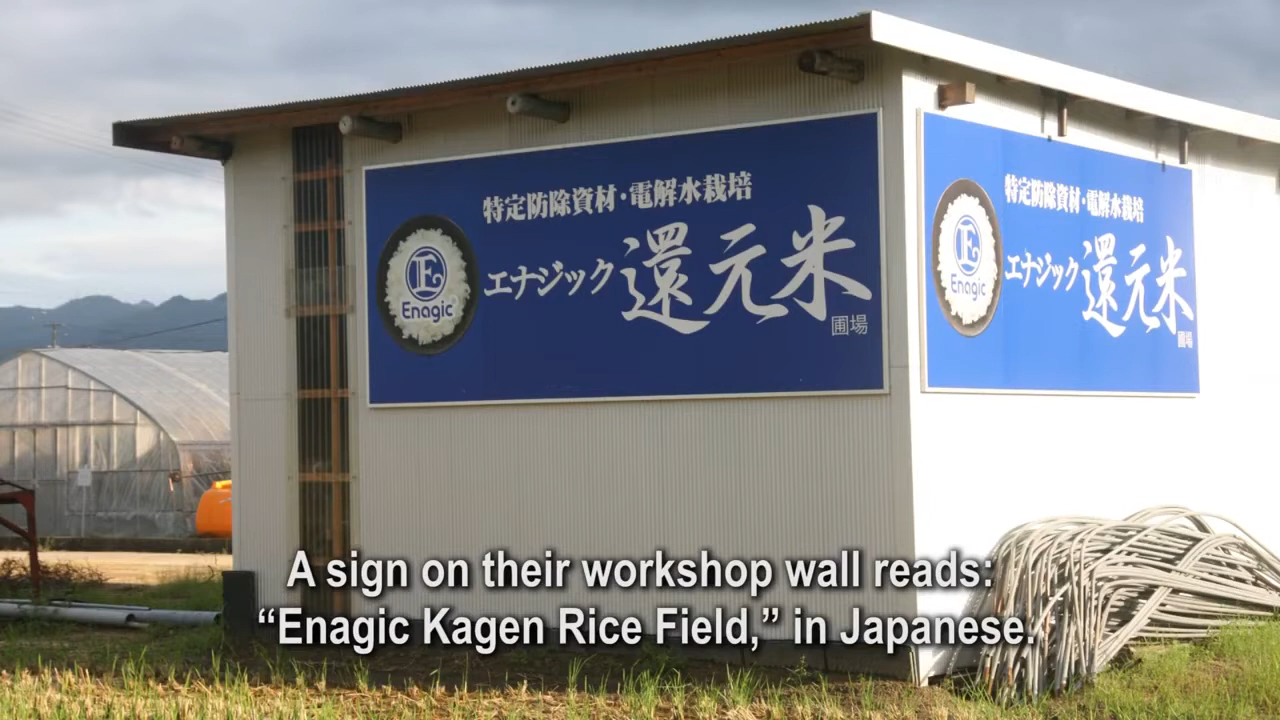 特定防除資材・電解水栽培
E
Enagic®
エナジック 還元米
圃場
特定防除資材・電解水栽培
E
Enagic
エナジック 還元米
圃場
A sign on their workshop wall reads:
“Enagic Kagen Rice Field,” in Japanese.